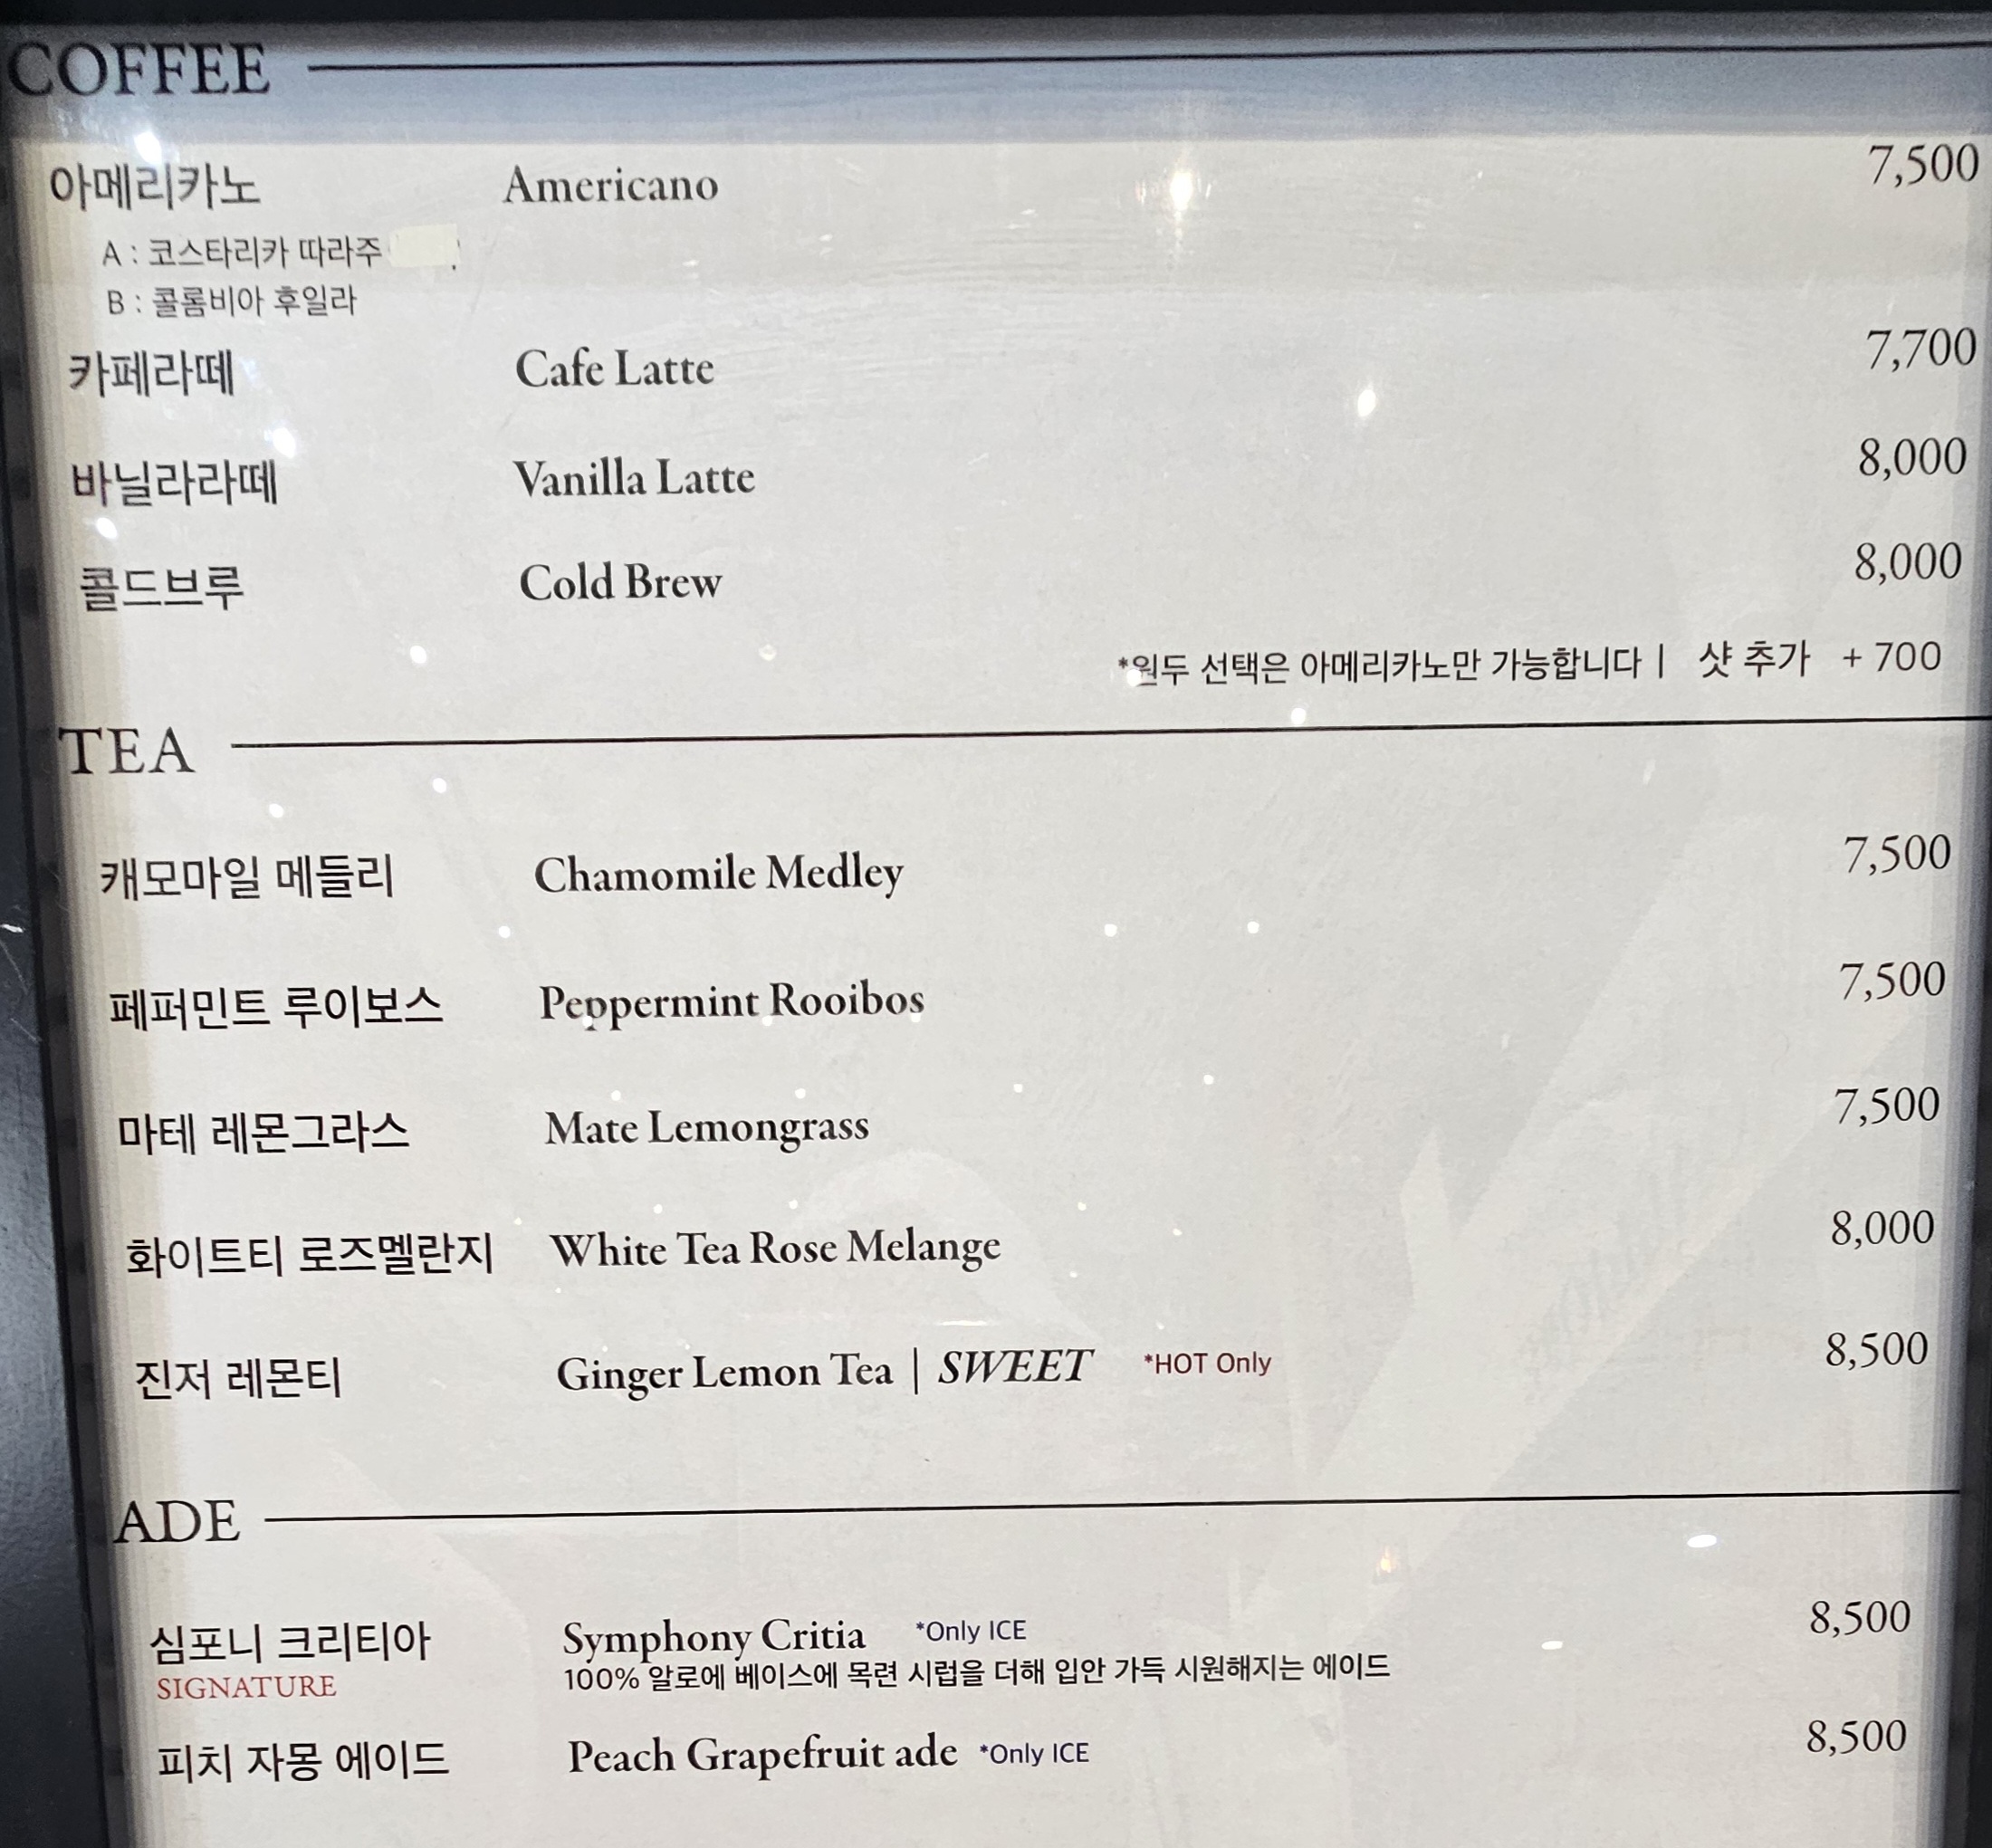 COFFEE
아메리카노 Americano 7,500
A : 코스타리카 따라주
B : 콜롬비아 후일라
카페라떼 Cafe Latte 7,700
바닐라라떼 Vanilla Latte 8,000
콜드브루 Cold Brew 8,000
*원두 선택은 아메리카노만 가능합니다 | 샷 추가 + 700
TEA
캐모마일 메들리 Chamomile Medley 7,500
페퍼민트 루이보스 Peppermint Rooibos 7,500
마테 레몬그라스 Mate Lemongrass 7,500
화이트티 로즈멜란지 White Tea Rose Melange 8,000
진저 레몬티 Ginger Lemon Tea | SWEET *HOT Only 8,500
ADE
심포니 크리티아 Symphony Critia *Only ICE 8,500
SIGNATURE 100% 알로에 베이스에 목련 시럽을 더해 입안 가득 시원해지는 에이드
피치 자몽 에이드 Peach Grapefruit ade *Only ICE 8,500